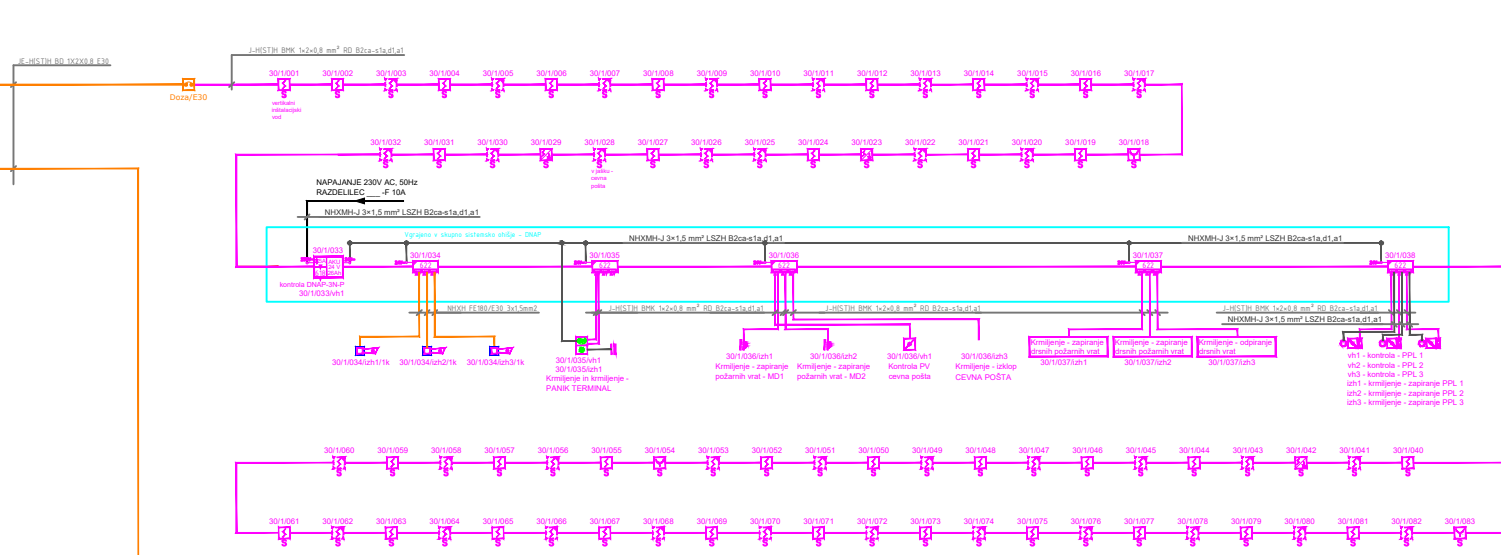 J-H(ST)H BMK 1×2×0,8 mm² RD B2ca-s1a,d1,a1
JE-H(ST)H BD 1X2X0.8 E30
30/1/001 30/1/002 30/1/003 30/1/004 30/1/005 30/1/006 30/1/007 30/1/008 30/1/009 30/1/010 30/1/011 30/1/012 30/1/013 30/1/014 30/1/015 30/1/016 30/1/017
Doza/E30
vertikalni
inštalacijski
vod
30/1/032 30/1/031 30/1/030 30/1/029 30/1/028 30/1/027 30/1/026 30/1/025 30/1/024 30/1/023 30/1/022 30/1/021 30/1/020 30/1/019 30/1/018
v jašku -
cevna
pošta
NAPAJANJE 230V AC, 50Hz
RAZDELILEC ___ -F 10A
NHXMH-J 3×1,5 mm² LSZH B2ca-s1a,d1,a1
Vgrajeno v skupno sistemsko ohišje - DNAP
NHXMH-J 3×1,5 mm² LSZH B2ca-s1a,d1,a1 NHXMH-J 3×1,5 mm² LSZH B2ca-s1a,d1,a1
30/1/033 30/1/034 30/1/035 30/1/036 30/1/037 30/1/038
AKU
24 V
622 622 622 622 622
kontrola DNAP-3N-P
30/1/033/vh1
NHXH FE180/E30 3x1,5mm2 J-H(ST)H BMK 1×2×0,8 mm² RD B2ca-s1a,d1,a1 J-H(ST)H BMK 1×2×0,8 mm² RD B2ca-s1a,d1,a1 J-H(ST)H BMK 1×2×0,8 mm² RD B2ca-s1a,d1,a1
NHXMH-J 3×1,5 mm² LSZH B2ca-s1a,d1,a1
30/1/034/izh1/1k 30/1/034/izh2/1k 30/1/034/izh3/1k
30/1/035/vh1
30/1/035/izh1
Krmiljenje in krmiljenje -
PANIK TERMINAL
30/1/036/izh1
Krmiljenje - zapiranje
požarnih vrat - MD1
30/1/036/izh2
Krmiljenje - zapiranje
požarnih vrat - MD2
30/1/036/vh1
Kontrola PV
cevna pošta
30/1/036/izh3
Krmiljenje - izklop
CEVNA POŠTA
Krmiljenje - zapiranje
drsnih požarnih vrat
30/1/037/izh1
Krmiljenje - zapiranje
drsnih požarnih vrat
30/1/037/izh2
Krmiljenje - odpiranje
drsnih vrat
30/1/037/izh3
vh1 - kontrola - PPL 1
vh2 - kontrola - PPL 2
vh3 - kontrola - PPL 3
izh1 - krmiljenje - zapiranje PPL 1
izh2 - krmiljenje - zapiranje PPL 2
izh3 - krmiljenje - zapiranje PPL 3
30/1/060 30/1/059 30/1/058 30/1/057 30/1/056 30/1/055 30/1/054 30/1/053 30/1/052 30/1/051 30/1/050 30/1/049 30/1/048 30/1/047 30/1/046 30/1/045 30/1/044 30/1/043 30/1/042 30/1/041 30/1/040
30/1/061 30/1/062 30/1/063 30/1/064 30/1/065 30/1/066 30/1/067 30/1/068 30/1/069 30/1/070 30/1/071 30/1/072 30/1/073 30/1/074 30/1/075 30/1/076 30/1/077 30/1/078 30/1/079 30/1/080 30/1/081 30/1/082 30/1/083